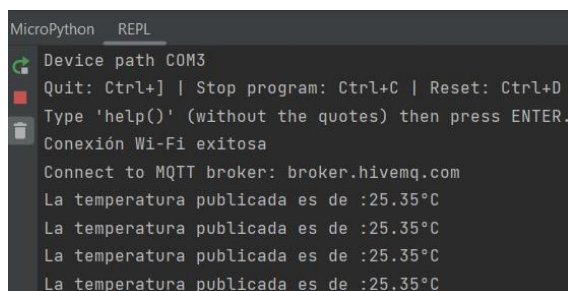 MicroPython REPL
Device path COM3
Quit: Ctrl+] | Stop program: Ctrl+C | Reset: Ctrl+D
Type 'help()' (without the quotes) then press ENTER.
Conexión Wi-Fi exitosa
Connect to MQTT broker: broker.hivemq.com
La temperatura publicada es de :25.35°C
La temperatura publicada es de :25.35°C
La temperatura publicada es de :25.35°C
La temperatura publicada es de :25.35°C